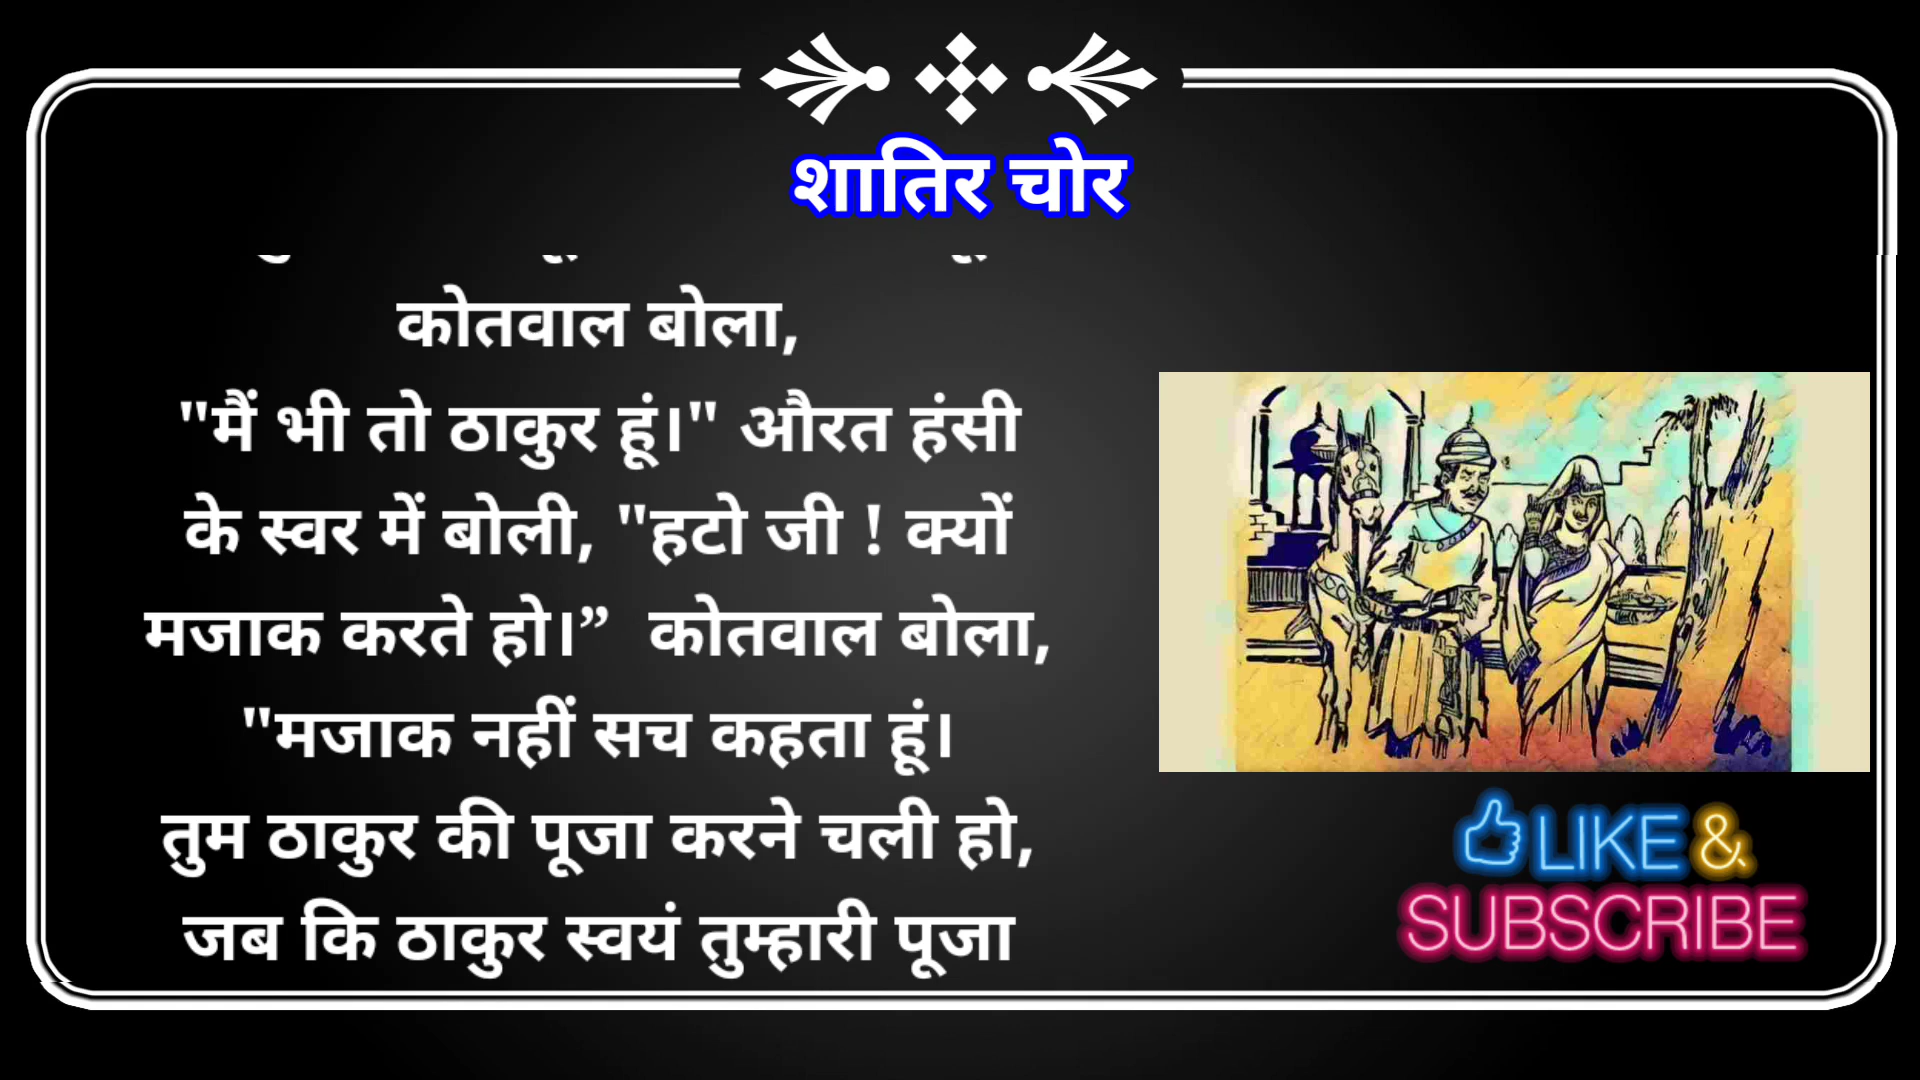 शातिर चोर
कोतवाल बोला,
"मैं भी तो ठाकुर हूं।" औरत हंसी
के स्वर में बोली, "हटो जी ! क्यों
मजाक करते हो।” कोतवाल बोला,
"मजाक नहीं सच कहता हूं।
तुम ठाकुर की पूजा करने चली हो,
जब कि ठाकुर स्वयं तुम्हारी पूजा
LIKE &
SUBSCRIBE